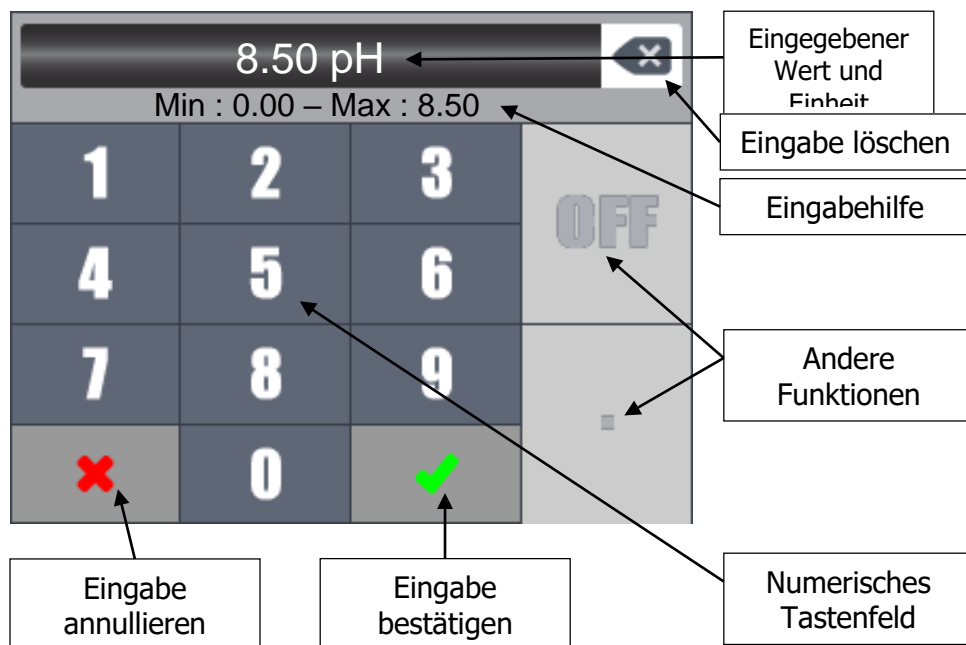 8.50 pH
Min : 0.00 – Max : 8.50
1 2 3
OFF
4 5 6
7 8 9
.
0
Eingegebener
Wert und
Einheit
Eingabe löschen
Eingabehilfe
Andere
Funktionen
Numerisches
Tastenfeld
Eingabe
annullieren
Eingabe
bestätigen